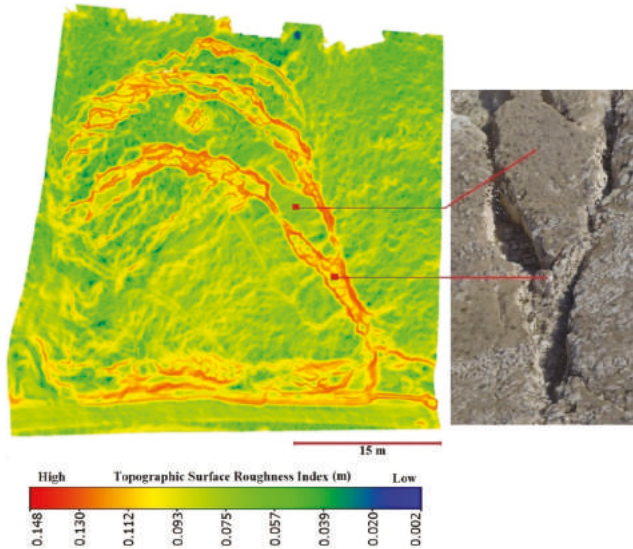 15 m
High Topographic Surface Roughness Index (m) Low
0.148 0.130 0.112 0.093 0.075 0.057 0.039 0.020 0.002